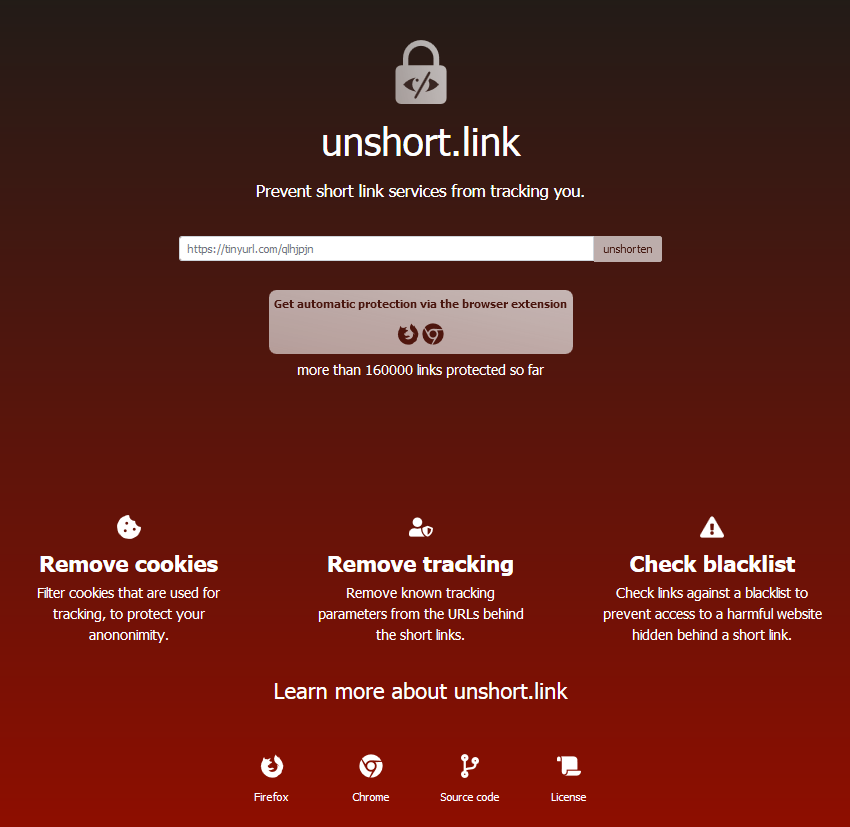 unshort.link
Prevent short link services from tracking you.
https://tinyurl.com/qlhjpjn
unshorten
Get automatic protection via the browser extension
more than 160000 links protected so far
Remove cookies
Filter cookies that are used for
tracking, to protect your
anononimity.
Remove tracking
Remove known tracking
parameters from the URLs behind
the short links.
Check blacklist
Check links against a blacklist to
prevent access to a harmful website
hidden behind a short link.
Learn more about unshort.link
Firefox
Chrome
Source code
License